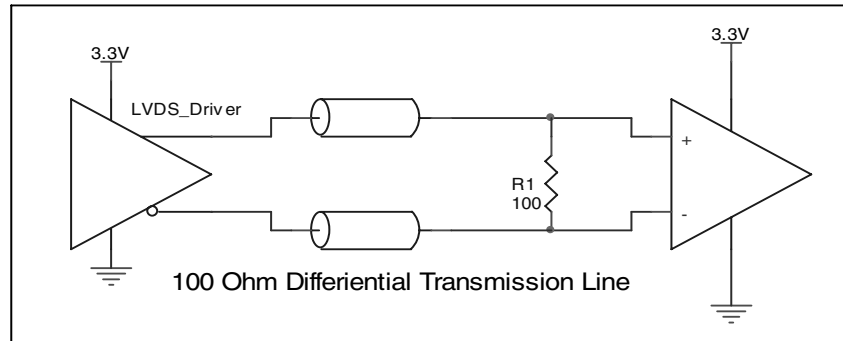 3.3V
3.3V
LVDS_Driver
+
R1
100
-
100 Ohm Differiential Transmission Line